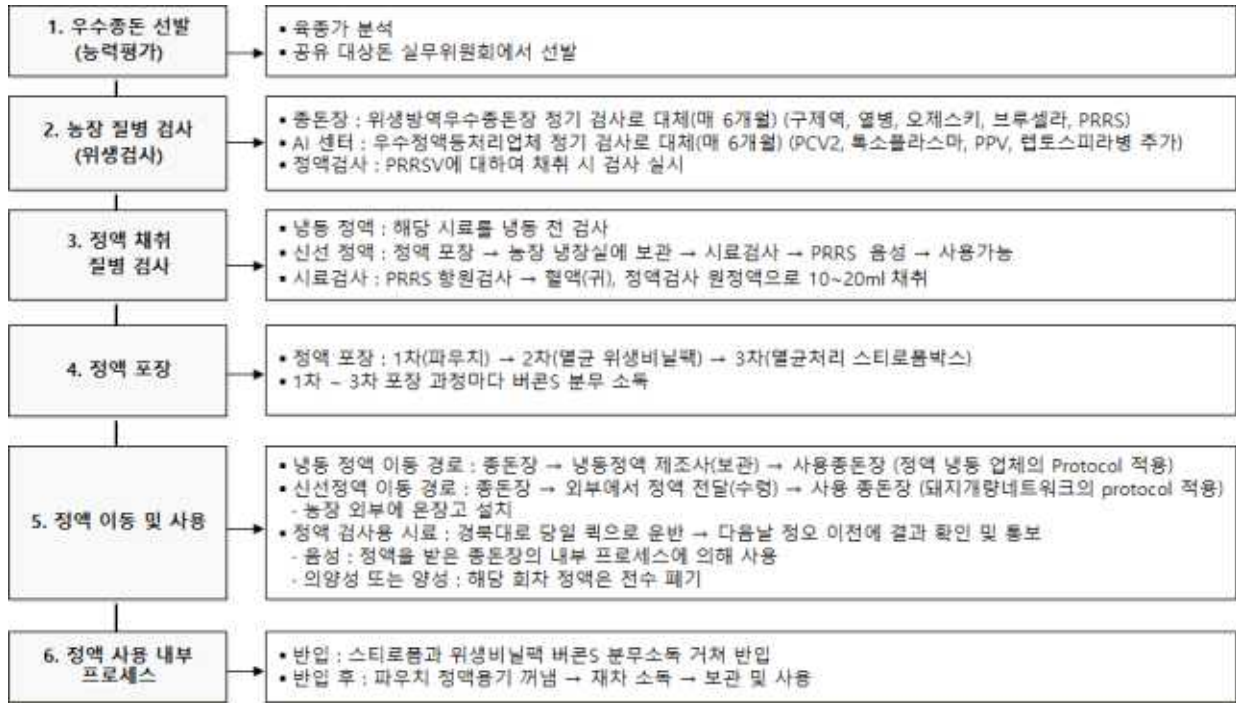 1. 우수종돈 선발
(능력평가)
▪ 육종가 분석
▪ 공유 대상돈 실무위원회에서 선발
2. 농장 질병 검사
(위생검사)
▪ 종돈장 : 위생방역우수종돈장 정기 검사로 대체(매 6개월) (구제역, 열병, 오제스키, 브루셀라, PRRS)
▪ AI 센터 : 우수정액등처리업체 정기 검사로 대체(매 6개월) (PCV2, 톡소플라스마, PPV, 렙토스피라병 추가)
▪ 정액검사 : PRRSV에 대하여 채취 시 검사 실시
3. 정액 채취
질병 검사
▪ 냉동 정액 : 해당 시료를 냉동 전 검사
▪ 신선 정액 : 정액 포장 → 농장 냉장실에 보관 → 시료검사 → PRRS 음성 → 사용가능
▪ 시료검사 : PRRS 항원검사 → 혈액(귀), 정액검사 원정액으로 10~20ml 채취
4. 정액 포장
▪ 정액 포장 : 1차(파우치) → 2차(멸균 위생비닐팩) → 3차(멸균처리 스티로폼박스)
▪ 1차 ~ 3차 포장 과정마다 버콘S 분무 소독
5. 정액 이동 및 사용
▪ 냉동 정액 이동 경로 : 종돈장 → 냉동정액 제조사(보관) → 사용종돈장 (정액 냉동 업체의 Protocol 적용)
▪ 신선정액 이동 경로 : 종돈장 → 외부에서 정액 전달(수령) → 사용 종돈장 (돼지개량네트워크의 protocol 적용)
- 농장 외부에 온장고 설치
▪ 정액 검사용 시료 : 경북대로 당일 퀵으로 운반 → 다음날 정오 이전에 결과 확인 및 통보
- 음성 : 정액을 받은 종돈장의 내부 프로세스에 의해 사용
- 의양성 또는 양성 : 해당 회차 정액은 전수 폐기
6. 정액 사용 내부
프로세스
▪ 반입 : 스티로폼과 위생비닐팩 버콘S 분무소독 거쳐 반입
▪ 반입 후 : 파우치 정액용기 꺼냄 → 재차 소독 → 보관 및 사용